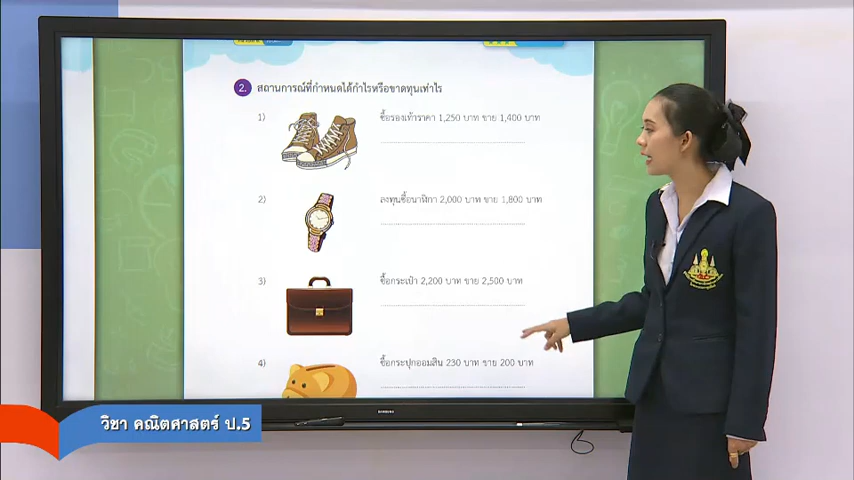 2. สถานการณ์ที่กำหนดได้กำไรหรือขาดทุนเท่าไร
1) ซื้อรองเท้าราคา 1,250 บาท ขาย 1,400 บาท
2) ลงทุนซื้อนาฬิกา 2,000 บาท ขาย 1,800 บาท
3) ซื้อกระเป๋า 2,200 บาท ขาย 2,500 บาท
4) ซื้อกระปุกออมสิน 230 บาท ขาย 200 บาท
SAMSUNG
วิชา คณิตศาสตร์ ป.5